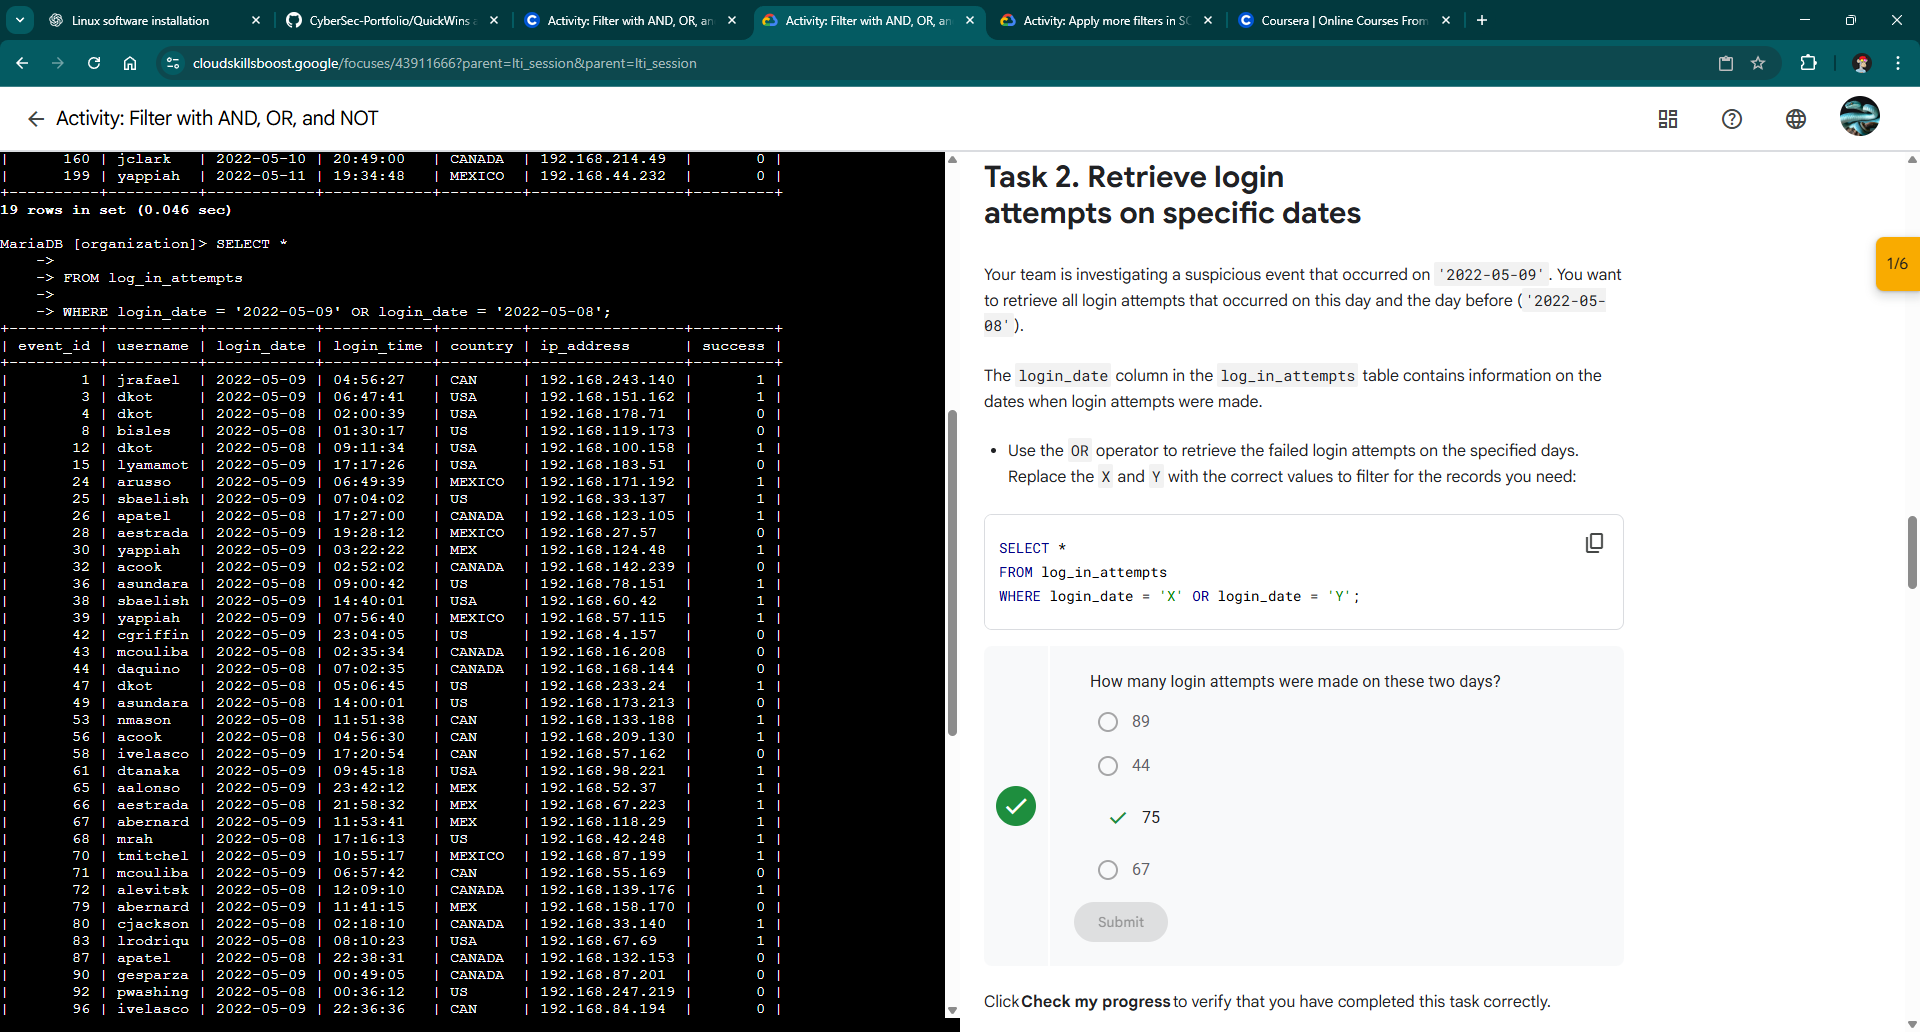 Linux software installation
CyberSec-Portfolio/QuickWins a
Activity: Filter with AND, OR, an
Activity: Filter with AND, OR, an
Activity: Apply more filters in SC
Coursera | Online Courses From
cloudskillsboost.google/focuses/43911666?parent=lti_session&parent=lti_session
Activity: Filter with AND, OR, and NOT
| 160 | jclark | 2022-05-10 | 20:49:00 | CANADA | 192.168.214.49 | 0 |
| 199 | yappiah | 2022-05-11 | 19:34:48 | MEXICO | 192.168.44.232 | 0 |
+----------+----------+------------+------------+---------+-----------------+---------+
19 rows in set (0.046 sec)
MariaDB [organization]> SELECT *
->
-> FROM log_in_attempts
->
-> WHERE login_date = '2022-05-09' OR login_date = '2022-05-08';
+----------+----------+------------+------------+---------+-----------------+---------+
| event_id | username | login_date | login_time | country | ip_address | success |
+----------+----------+------------+------------+---------+-----------------+---------+
| 1 | jrafael | 2022-05-09 | 04:56:27 | CAN | 192.168.243.140 | 1 |
| 3 | dkot | 2022-05-09 | 06:47:41 | USA | 192.168.151.162 | 1 |
| 4 | dkot | 2022-05-08 | 02:00:39 | USA | 192.168.178.71 | 0 |
| 8 | bisles | 2022-05-08 | 01:30:17 | US | 192.168.119.173 | 0 |
| 12 | dkot | 2022-05-08 | 09:11:34 | USA | 192.168.100.158 | 1 |
| 15 | lyamamot | 2022-05-09 | 17:17:26 | USA | 192.168.183.51 | 0 |
| 24 | arusso | 2022-05-09 | 06:49:39 | MEXICO | 192.168.171.192 | 1 |
| 25 | sbaelish | 2022-05-09 | 07:04:02 | US | 192.168.33.137 | 1 |
| 26 | apatel | 2022-05-08 | 17:27:00 | CANADA | 192.168.123.105 | 1 |
| 28 | aestrada | 2022-05-09 | 19:28:12 | MEXICO | 192.168.27.57 | 0 |
| 30 | yappiah | 2022-05-09 | 03:22:22 | MEX | 192.168.124.48 | 1 |
| 32 | acook | 2022-05-09 | 02:52:02 | CANADA | 192.168.142.239 | 0 |
| 36 | asundara | 2022-05-08 | 09:00:42 | US | 192.168.78.151 | 1 |
| 38 | sbaelish | 2022-05-09 | 14:40:01 | USA | 192.168.60.42 | 1 |
| 39 | yappiah | 2022-05-09 | 07:56:40 | MEXICO | 192.168.57.115 | 1 |
| 42 | cgriffin | 2022-05-09 | 23:04:05 | US | 192.168.4.157 | 0 |
| 43 | mcouliba | 2022-05-08 | 02:35:34 | CANADA | 192.168.16.208 | 0 |
| 44 | daquino | 2022-05-08 | 07:02:35 | CANADA | 192.168.168.144 | 0 |
| 47 | dkot | 2022-05-08 | 05:06:45 | US | 192.168.233.24 | 1 |
| 49 | asundara | 2022-05-08 | 14:00:01 | US | 192.168.173.213 | 0 |
| 53 | nmason | 2022-05-08 | 11:51:38 | CAN | 192.168.133.188 | 1 |
| 56 | acook | 2022-05-08 | 04:56:30 | CAN | 192.168.209.130 | 1 |
| 58 | ivelasco | 2022-05-09 | 17:20:54 | CAN | 192.168.57.162 | 0 |
| 61 | dtanaka | 2022-05-09 | 09:45:18 | USA | 192.168.98.221 | 1 |
| 65 | aalonso | 2022-05-09 | 23:42:12 | MEX | 192.168.52.37 | 1 |
| 66 | aestrada | 2022-05-08 | 21:58:32 | MEX | 192.168.67.223 | 1 |
| 67 | abernard | 2022-05-09 | 11:53:41 | MEX | 192.168.118.29 | 1 |
| 68 | mrah | 2022-05-08 | 17:16:13 | US | 192.168.42.248 | 1 |
| 70 | tmitchel | 2022-05-09 | 10:55:17 | MEXICO | 192.168.87.199 | 1 |
| 71 | mcouliba | 2022-05-09 | 06:57:42 | CAN | 192.168.55.169 | 0 |
| 72 | alevitsk | 2022-05-08 | 12:09:10 | CANADA | 192.168.139.176 | 1 |
| 79 | abernard | 2022-05-09 | 11:41:15 | MEX | 192.168.158.170 | 0 |
| 80 | cjackson | 2022-05-08 | 02:18:10 | CANADA | 192.168.33.140 | 1 |
| 83 | lrodriqu | 2022-05-08 | 08:10:23 | USA | 192.168.67.69 | 1 |
| 87 | apatel | 2022-05-08 | 22:38:31 | CANADA | 192.168.132.153 | 0 |
| 90 | gesparza | 2022-05-09 | 00:49:05 | CANADA | 192.168.87.201 | 0 |
| 92 | pwashing | 2022-05-08 | 00:36:12 | US | 192.168.247.219 | 0 |
| 96 | ivelasco | 2022-05-09 | 22:36:36 | CAN | 192.168.84.194 | 0 |
Task 2. Retrieve login
attempts on specific dates
1/6
Your team is investigating a suspicious event that occurred on '2022-05-09'. You want
to retrieve all login attempts that occurred on this day and the day before ('2022-05-
08').
The login_date column in the log_in_attempts table contains information on the
dates when login attempts were made.
• Use the OR operator to retrieve the failed login attempts on the specified days.
Replace the X and Y with the correct values to filter for the records you need:
SELECT *
FROM log_in_attempts
WHERE login_date = 'X' OR login_date = 'Y';
How many login attempts were made on these two days?
89
44
75
67
Submit
Click Check my progress to verify that you have completed this task correctly.